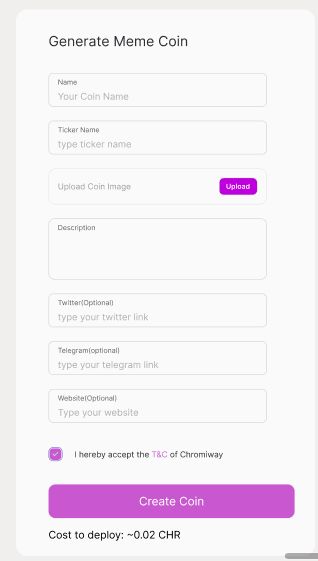 Generate Meme Coin
Name
Your Coin Name
Ticker Name
type ticker name
Upload Coin Image
Upload
Description
Twitter(Optional)
type your twitter link
Telegram(optional)
type your telegram link
Website(Optional)
Type your website
I hereby accept the T&C of Chromiway
Create Coin
Cost to deploy: ~0.02 CHR